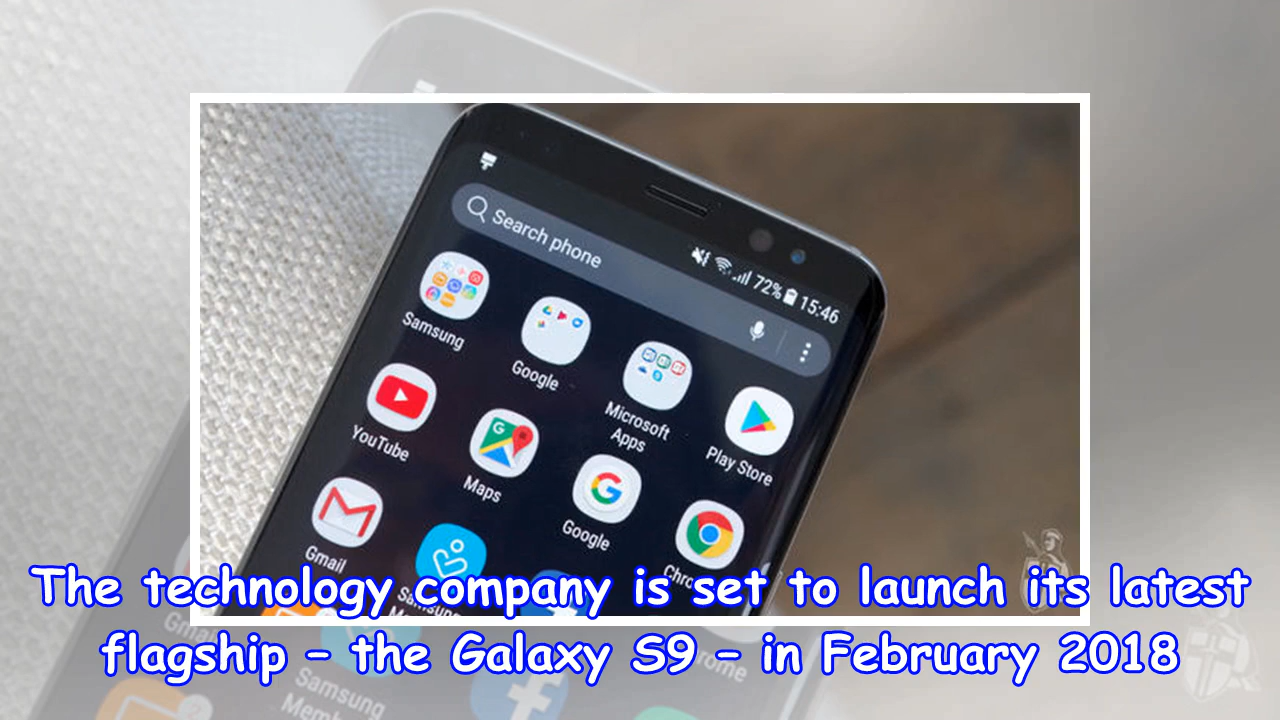 Search phone
72% 15:46
Samsung
Google
Microsoft
Apps
Play Store
YouTube
Maps
Google
Gmail
The technology company is set to launch its latest
flagship – the Galaxy S9 – in February 2018
Samsung